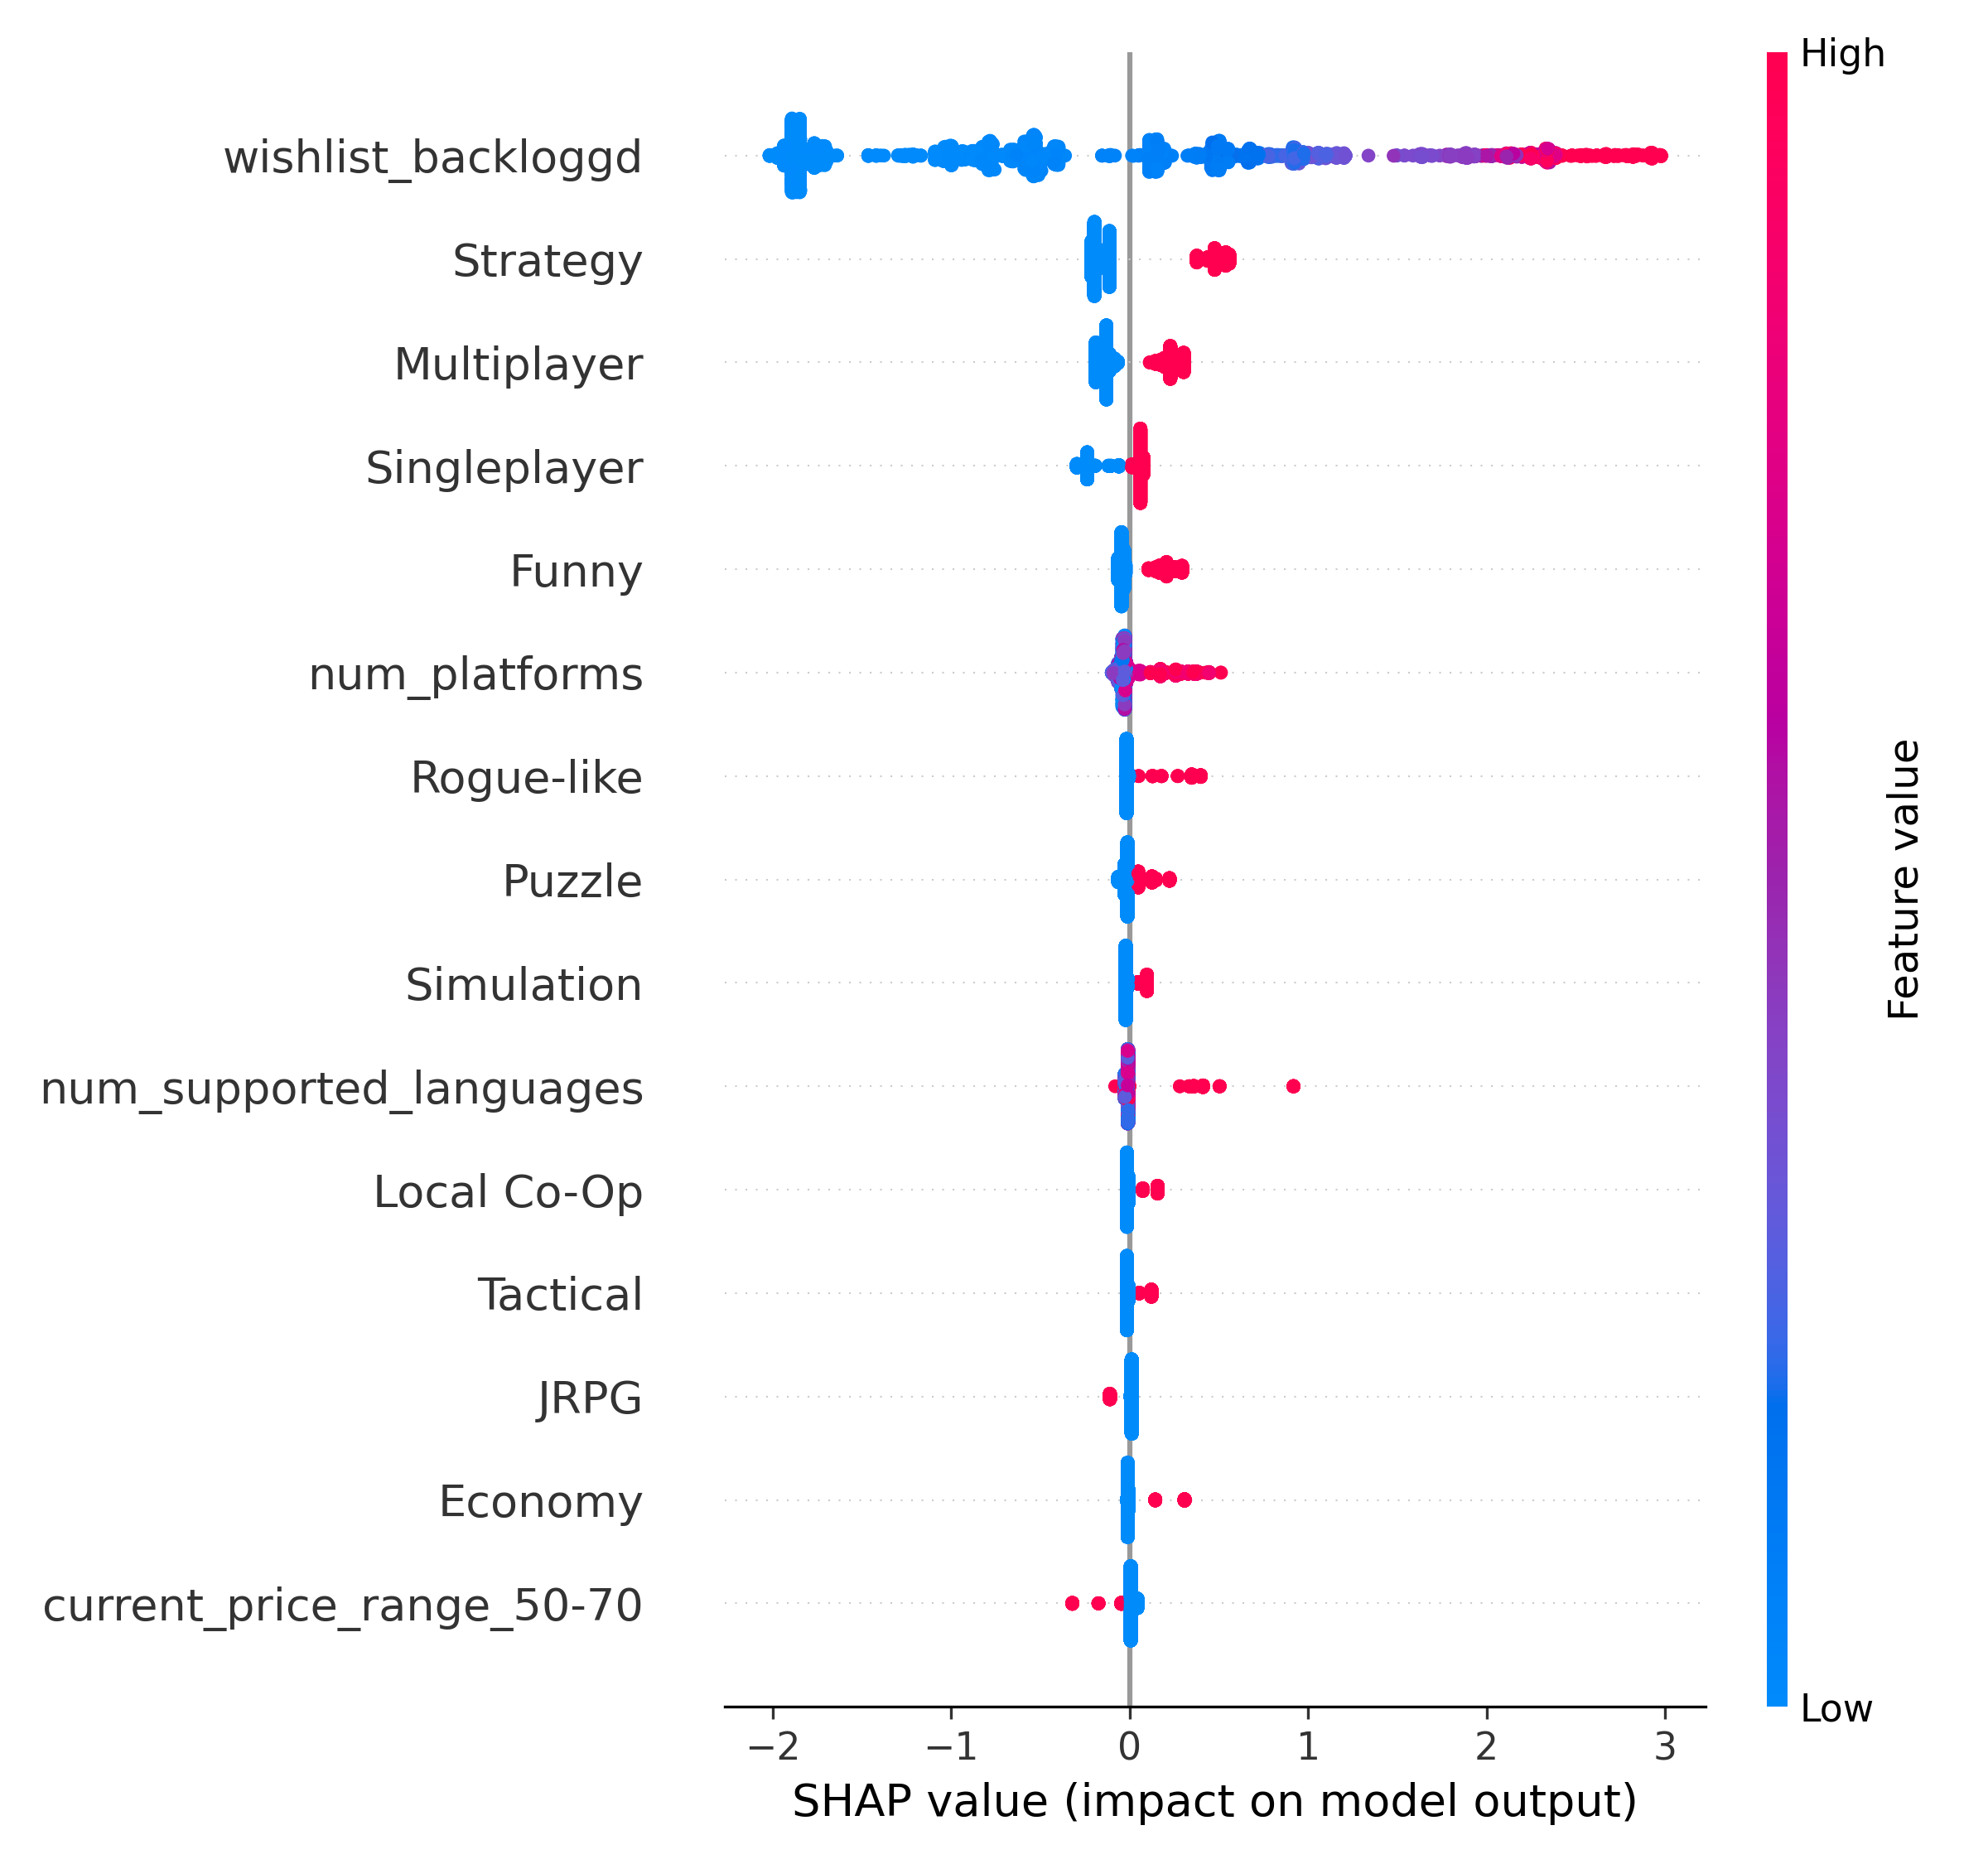 High
wishlist_backloggd
Strategy
Multiplayer
Singleplayer
Funny
num_platforms
Rogue-like
Puzzle
Simulation
num_supported_languages
Local Co-Op
Tactical
JRPG
Economy
current_price_range_50-70
Feature value
Low
−2 −1 0 1 2 3
SHAP value (impact on model output)